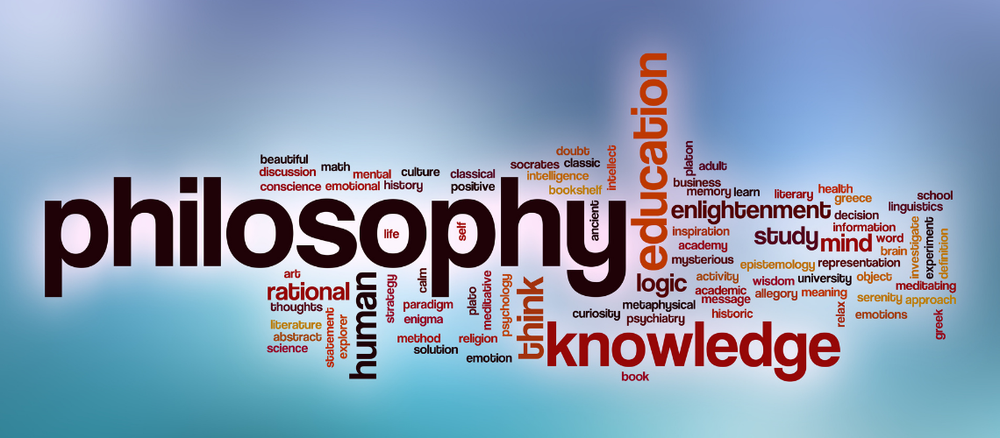 philosophy
education
knowledge
beautiful
discussion
conscience
math
mental
emotional
culture
history
classical
positive
doubt
socrates
classic
intelligence
bookshelf
intellect
ancient
life
self
platon
adult
business
memory
learn
literary
health
greece
enlightenment
decision
information
school
linguistics
inspiration
academy
mysterious
study
mind
word
brain
investigate
experiment
definition
epistemology
representation
logic
activity
academic
message
wisdom
university
object
allegory
meaning
meditating
serenity
approach
metaphysical
psychiatry
curiosity
historic
relax
emotions
greek
art
rational
thoughts
literature
abstract
science
statement
explorer
human
strategy
calm
paradigm
enigma
method
solution
plato
meditative
psychology
religion
emotion
think
book